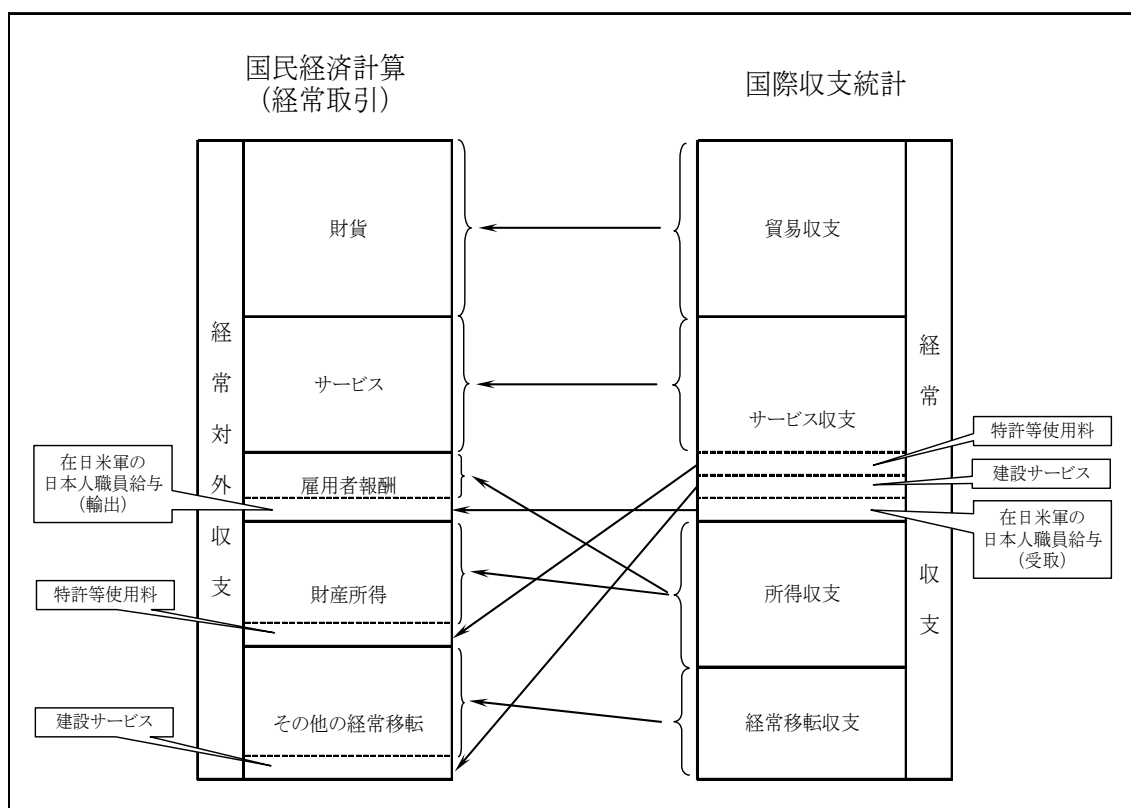 国民経済計算
（経常取引）
国際収支統計
経常対外収支
財貨
サービス
雇用者報酬
財産所得
その他の経常移転
在日米軍の
日本人職員給与
（輸出）
特許等使用料
建設サービス
貿易収支
サービス収支
所得収支
経常移転収支
経常収支
特許等使用料
建設サービス
在日米軍の
日本人職員給与
（受取）